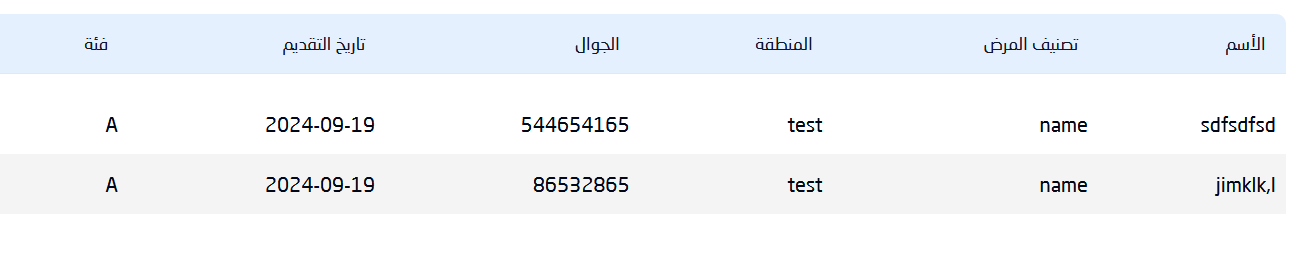 الأسم تصنيف المرض المنطقة الجوال تاريخ التقديم فئة
sdfsdfsd name test 544654165 2024-09-19 A
jimklk,l name test 86532865 2024-09-19 A